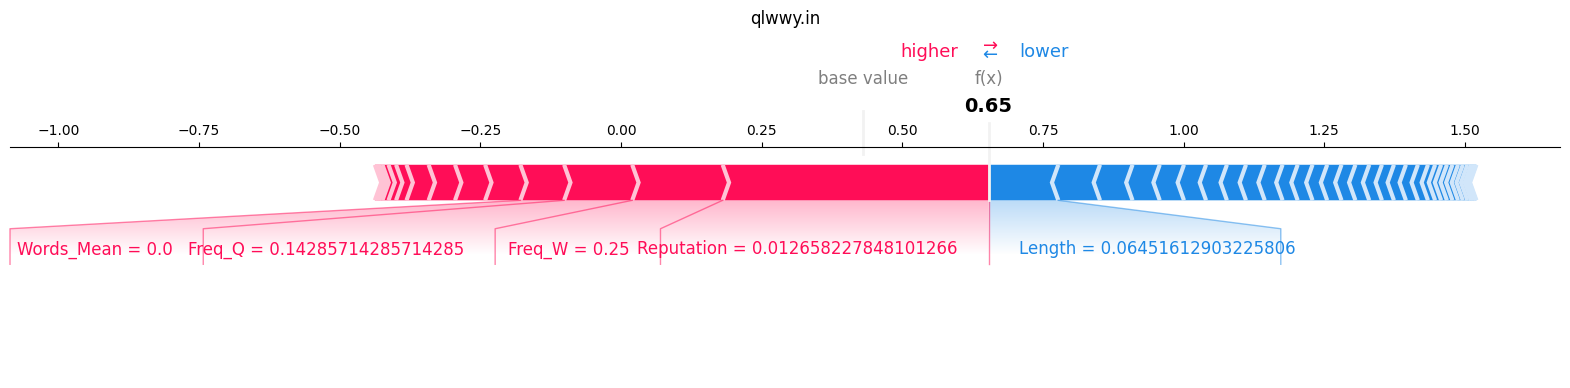 qlwwy.in
higher ⇄ lower
base value f(x)
0.65
−1.00 −0.75 −0.50 −0.25 0.00 0.25 0.50 0.75 1.00 1.25 1.50
Words_Mean = 0.0 Freq_Q = 0.14285714285714285 Freq_W = 0.25 Reputation = 0.012658227848101266 Length = 0.06451612903225806